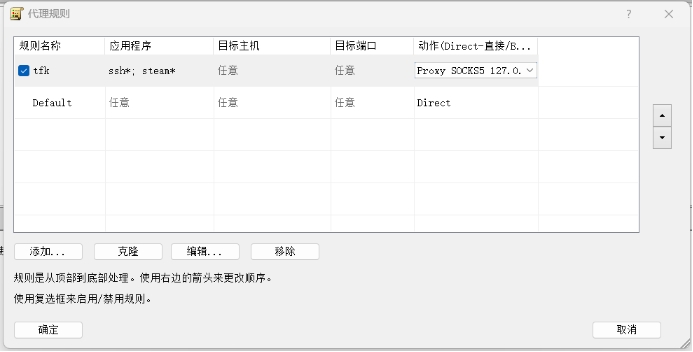 代理规则
规则名称 应用程序 目标主机 目标端口 动作(Direct-直接/B...
tfk ssh*; steam* 任意 任意 Proxy SOCKS5 127.0.
Default 任意 任意 任意 Direct
添加... 克隆 编辑... 移除
规则是从顶部到底部处理。使用右边的箭头来更改顺序。
使用复选框来启用/禁用规则。
确定 取消